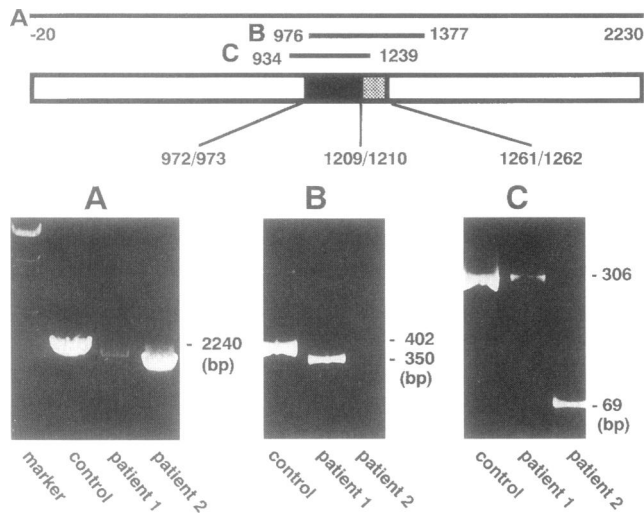 A
-20 B 976 1377 2230
C 934 1239
972/973 1209/1210 1261/1262
A B C
- 306
- 2240 (bp)
- 402
- 350 (bp)
- 69 (bp)
marker control patient 1 patient 2
control patient 1 patient 2
control patient 1 patient 2